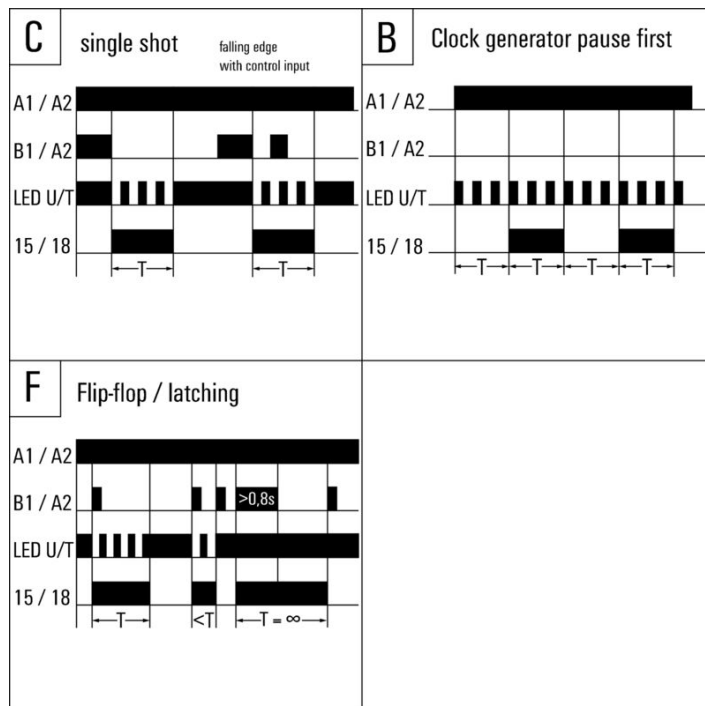 C
single shot
falling edge
with control input
A1 / A2
B1 / A2
LED U/T
15 / 18
T
T
B
Clock generator pause first
A1 / A2
B1 / A2
LED U/T
15 / 18
T
T
T
T
F
Flip-flop / latching
A1 / A2
B1 / A2
>0,8s
LED U/T
15 / 18
T
<T
T = ∞